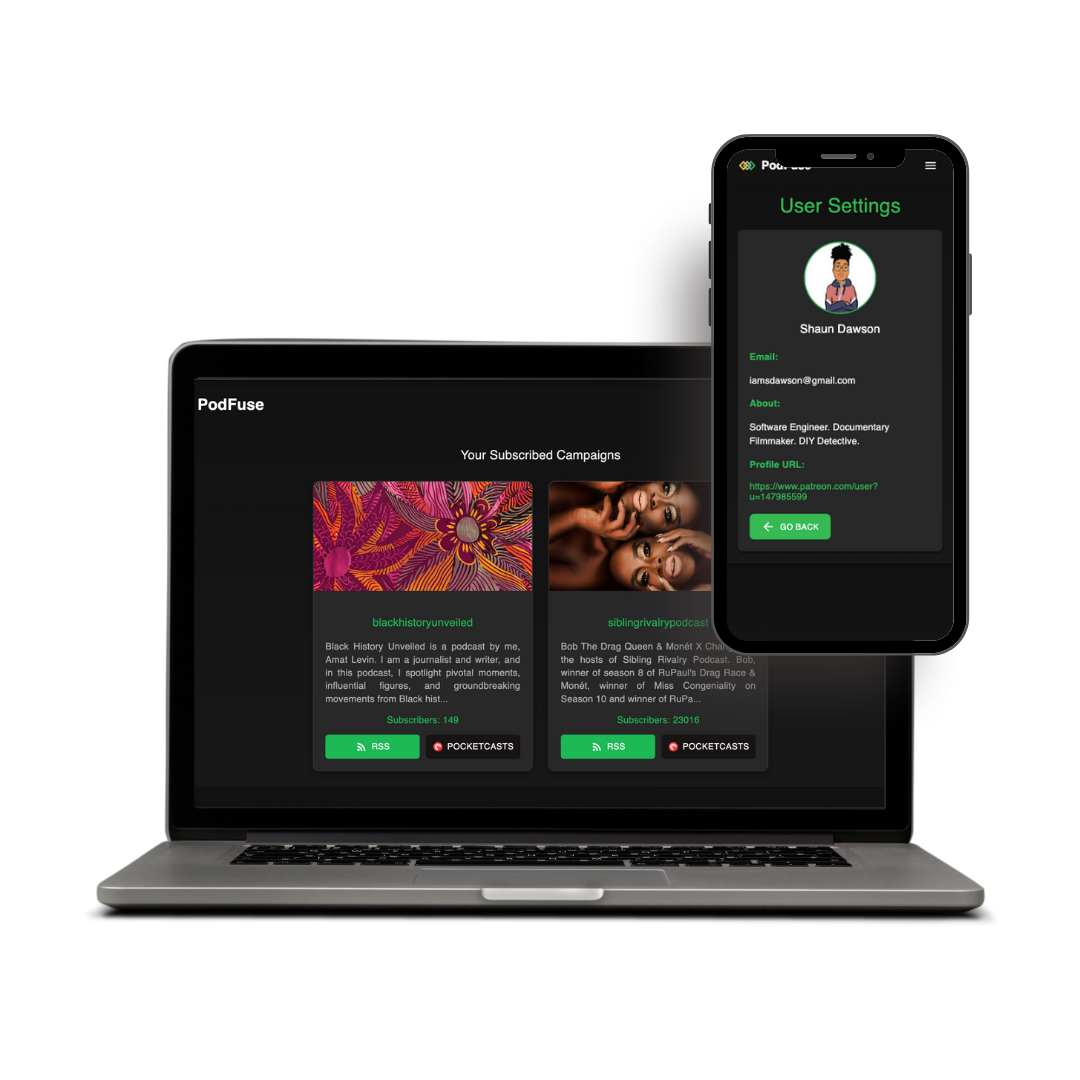 PodFuse
User Settings
Shaun Dawson
Email:
iamsdawson@gmail.com
About:
Software Engineer. Documentary
Filmmaker. DIY Detective.
Profile URL:
https://www.patreon.com/user?
u=147985599
GO BACK
PodFuse
Your Subscribed Campaigns
blackhistoryunveiled
Black History Unveiled is a podcast by me,
Amat Levin. I am a journalist and writer, and
in this podcast, I spotlight pivotal moments,
influential figures, and groundbreaking
movements from Black hist...
Subscribers: 149
RSS
POCKETCASTS
siblingrivalrypodcast
Bob The Drag Queen & Monét X
the hosts of Sibling Rivalry Podcast. Bob,
winner of season 8 of RuPaul's Drag Race &
Monét, winner of Miss Congeniality on
Season 10 and winner of RuPa...
Subscribers: 23016
RSS
POCKETCASTS